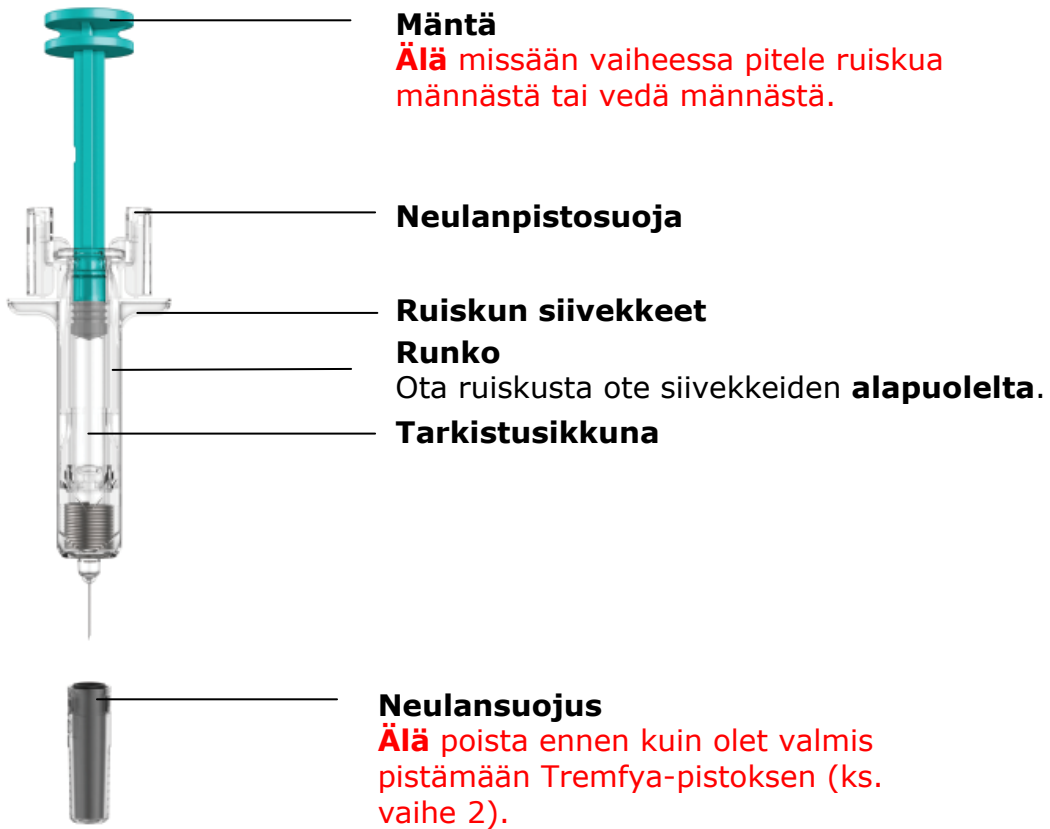 Mäntä
Älä missään vaiheessa pitele ruiskua
männästä tai vedä männästä.
Neulanpistosuoja
Ruiskun siivekkeet
Runko
Ota ruiskusta ote siivekkeiden alapuolelta.
Tarkistusikkuna
Neulansuojus
Älä poista ennen kuin olet valmis
pistämään Tremfya-pistoksen (ks.
vaihe 2).